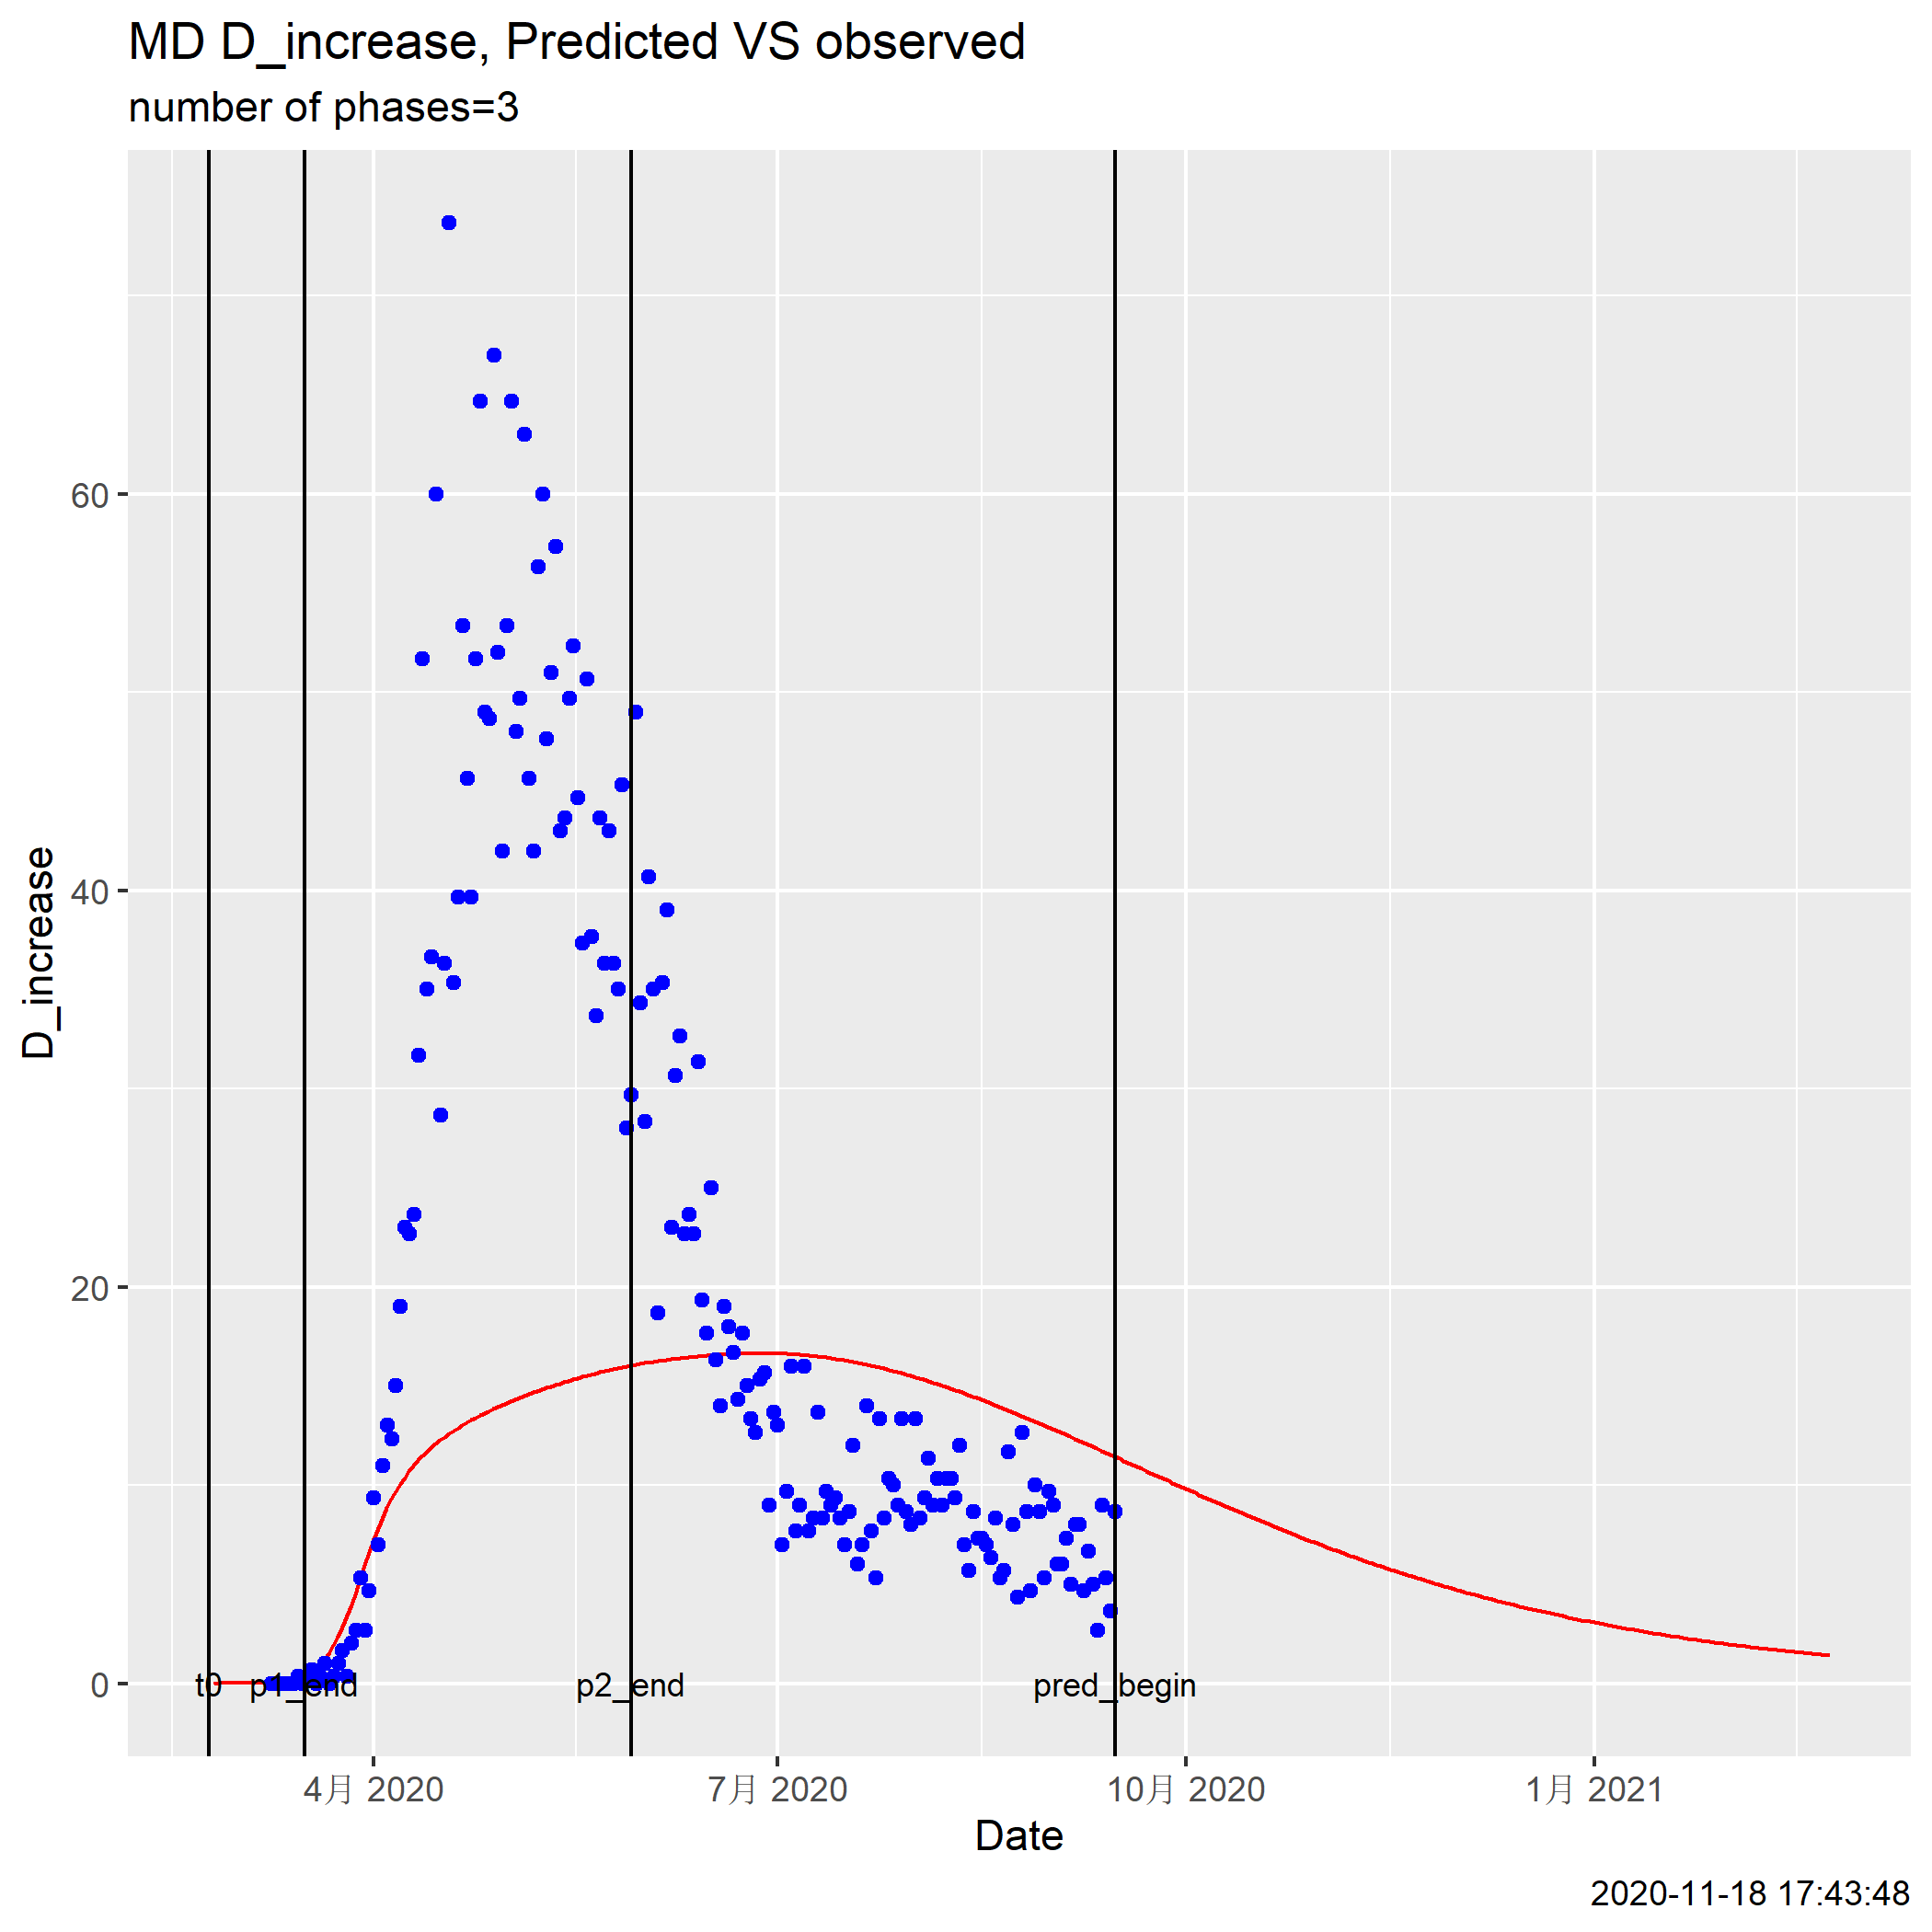 MD D_increase, Predicted VS observed
number of phases=3
D_increase
60
40
20
0
t0 p1_end p2_end pred_begin
4月 2020 7月 2020 10月 2020 1月 2021
Date
2020-11-18 17:43:48